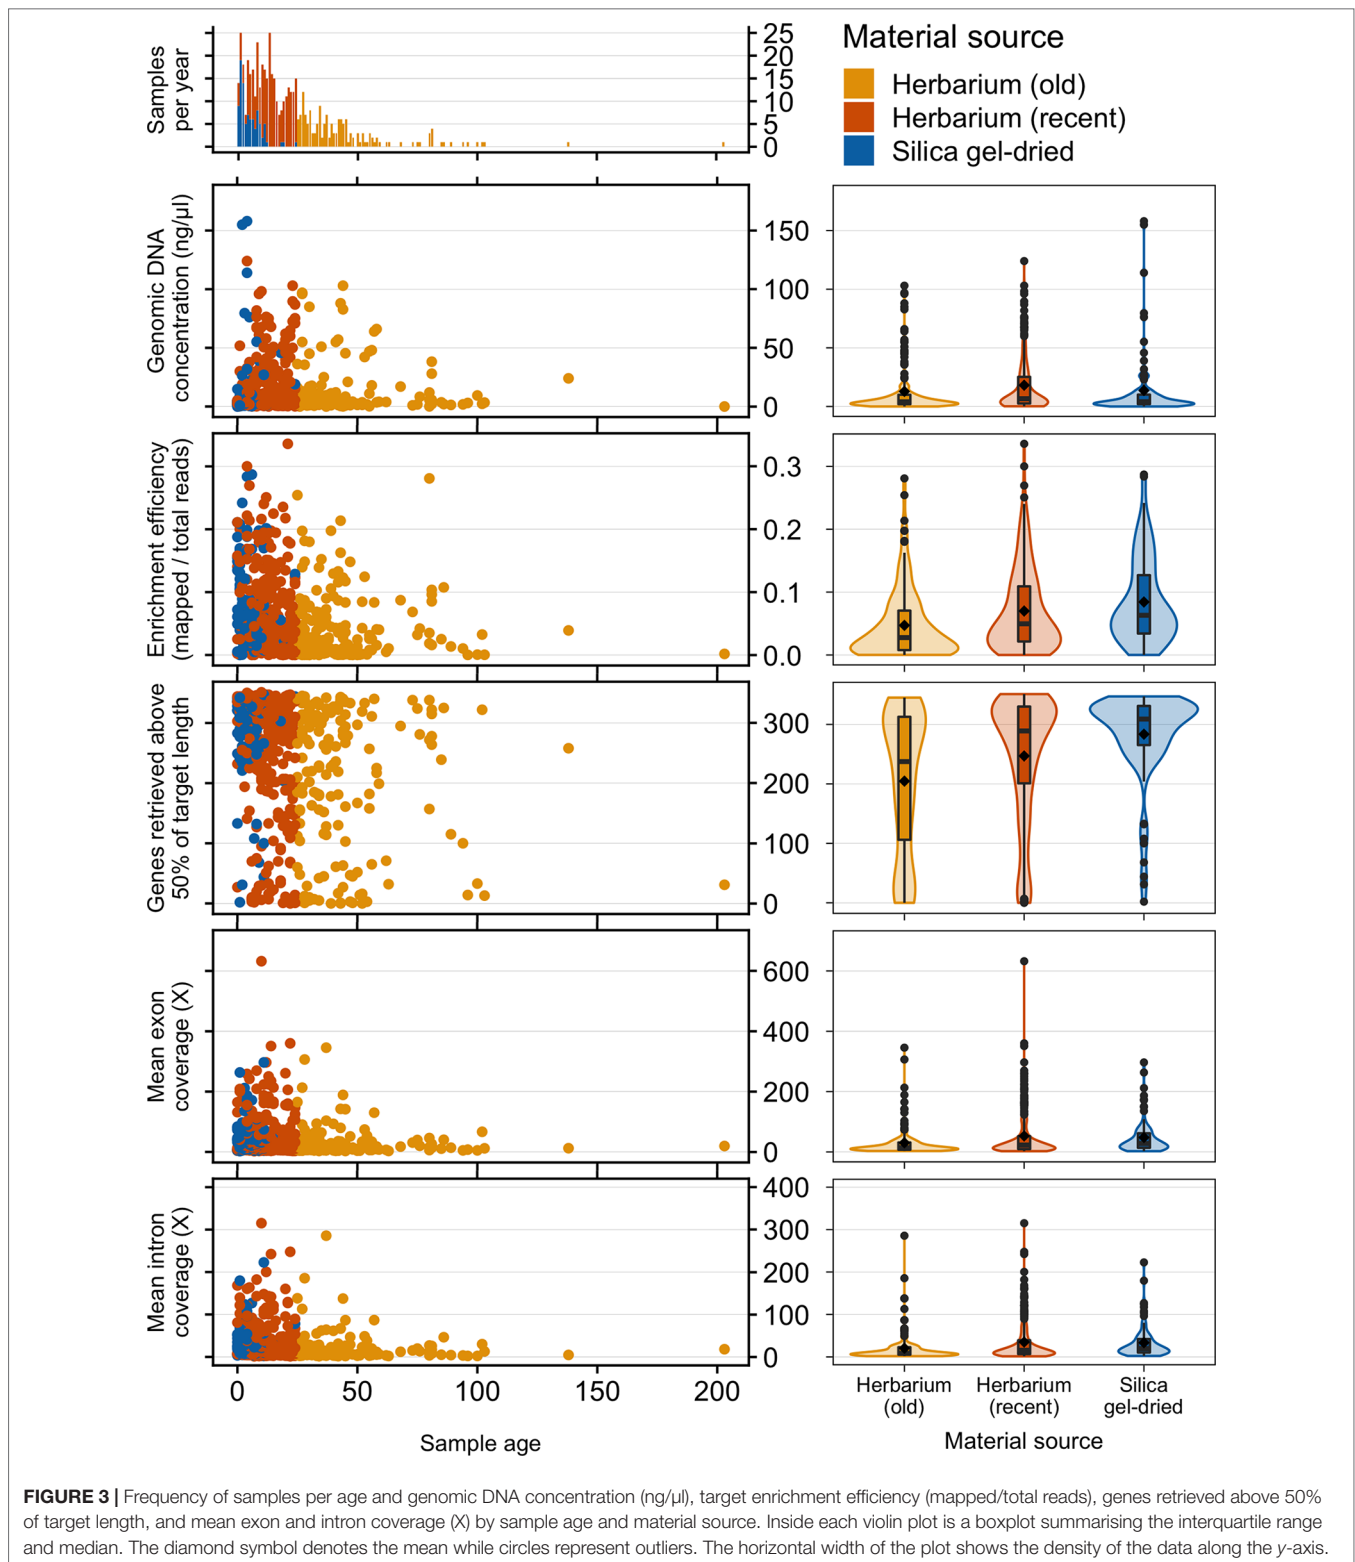 Samples
per year
25
20
15
10
5
0
Material source
Herbarium (old)
Herbarium (recent)
Silica gel-dried
Genomic DNA
concentration (ng/µl)
150
100
50
0
Enrichment efficiency
(mapped / total reads)
0.3
0.2
0.1
0.0
Genes retrieved above
50% of target length
300
200
100
0
Mean exon
coverage (X)
600
400
200
0
Mean intron
coverage (X)
400
300
200
100
0
0 50 100 150 200
Sample age
Herbarium
(old)
Herbarium
(recent)
Silica
gel-dried
Material source
FIGURE 3 | Frequency of samples per age and genomic DNA concentration (ng/µl), target enrichment efficiency (mapped/total reads), genes retrieved above 50%
of target length, and mean exon and intron coverage (X) by sample age and material source. Inside each violin plot is a boxplot summarising the interquartile range
and median. The diamond symbol denotes the mean while circles represent outliers. The horizontal width of the plot shows the density of the data along the y-axis.